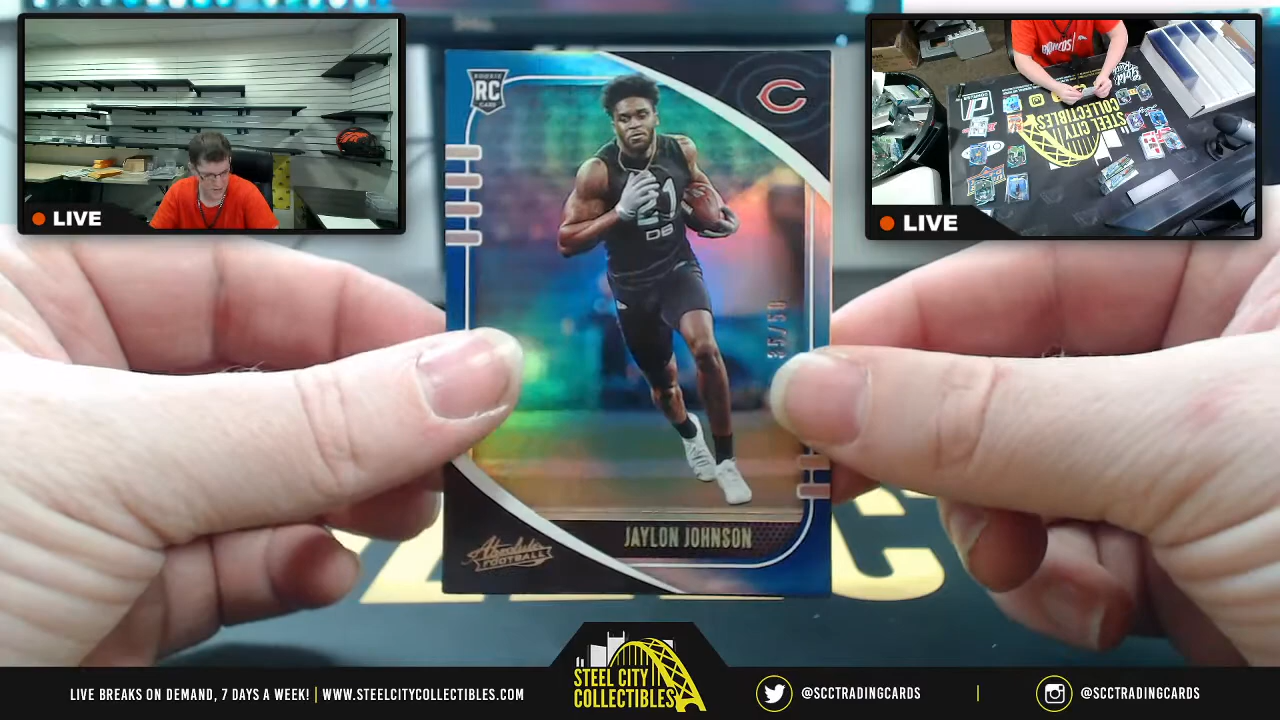 LIVE
LIVE
BRONCOS
STEEL CITY
COLLECTIBLES
ROOKIE
RC
CARD
C
21
DB
35/50
JAYLON JOHNSON
Absolute
FOOTBALL
LIVE BREAKS ON DEMAND, 7 DAYS A WEEK! | WWW.STEELCITYCOLLECTIBLES.COM
STEEL CITY
COLLECTIBLES
@SCCTRADINGCARDS | @SCCTRADINGCARDS